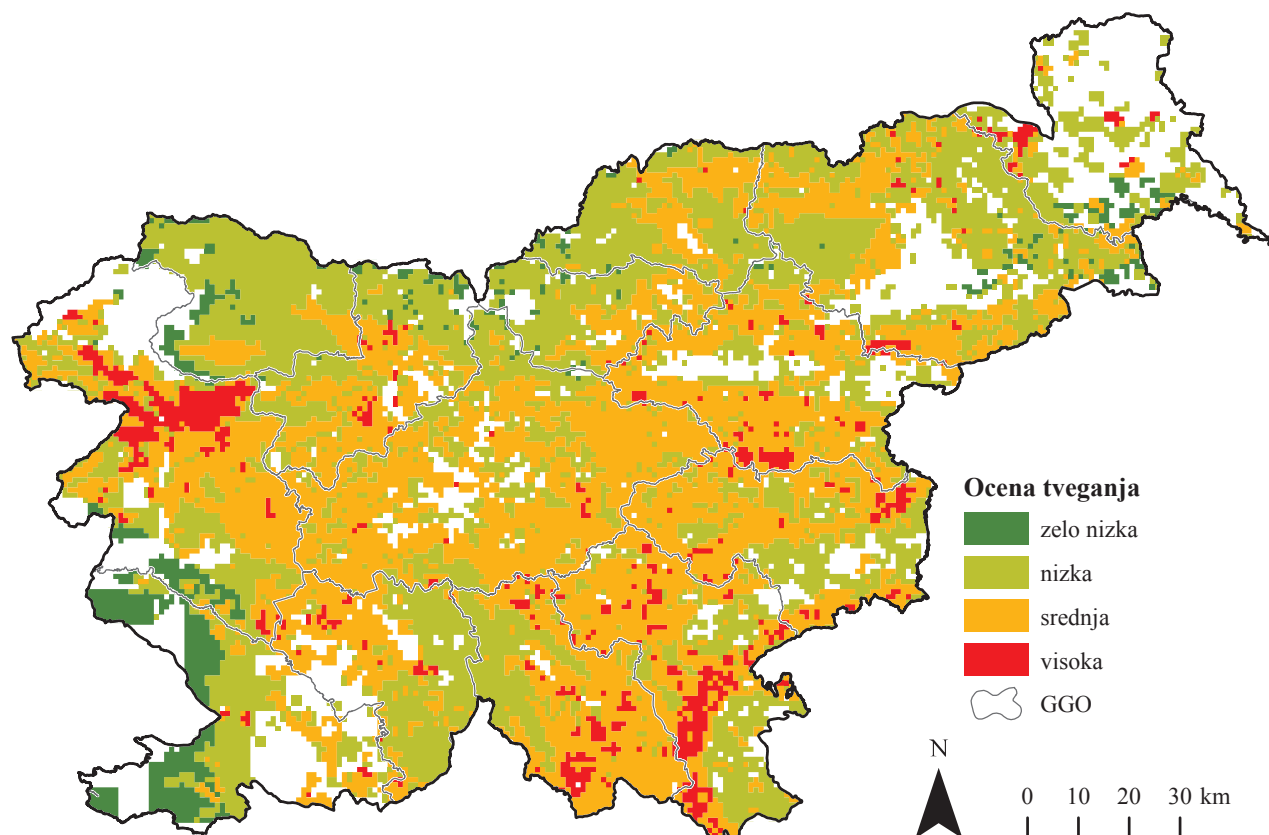 Ocena tveganja
zelo nizka
nizka
srednja
visoka
GGO
N
0 10 20 30 km